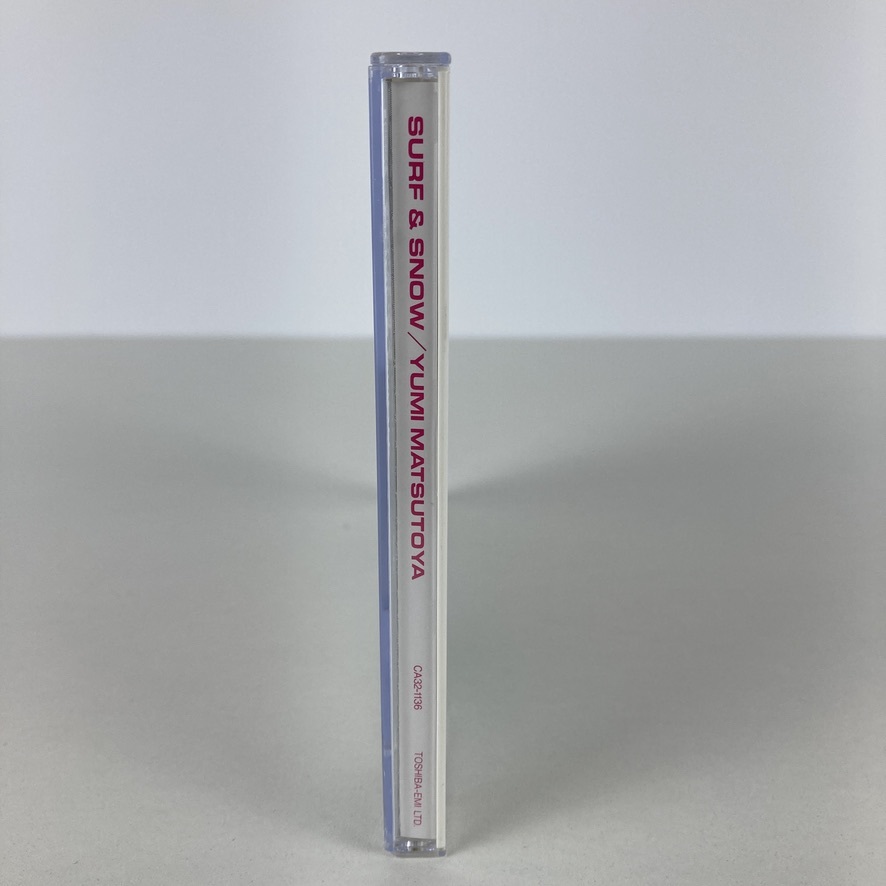 SURF & SNOW/YUMI MATSUTOYA
CA32-1136
TOSHIBA-EMI LTD.